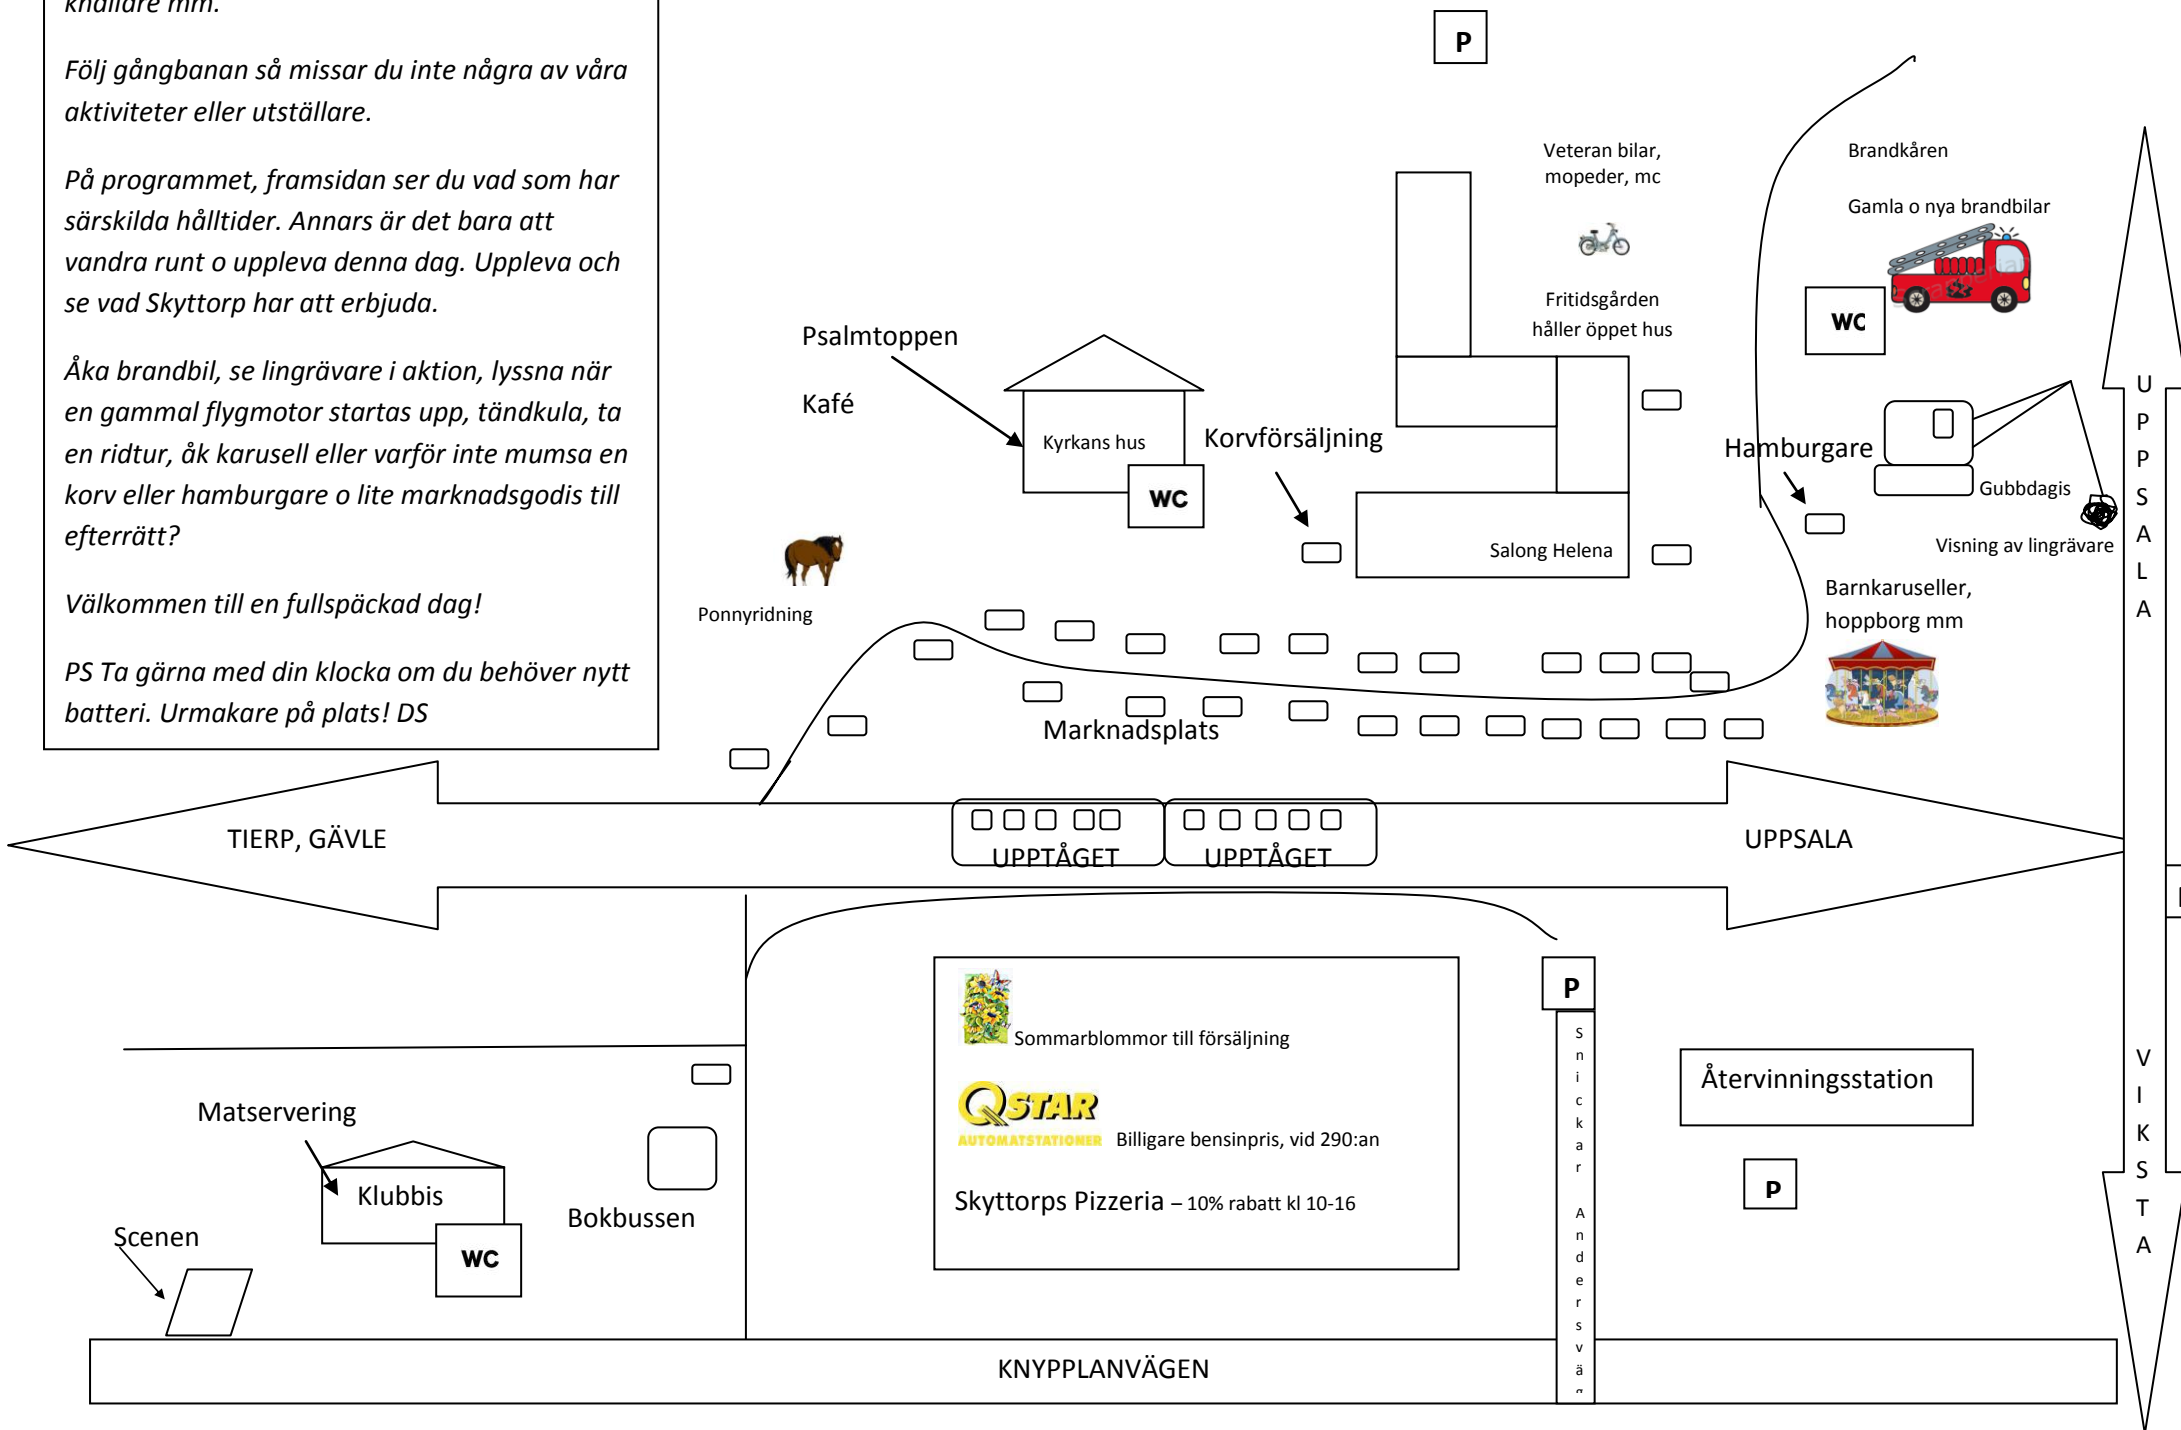 knallare mm.
Följ gångbanan så missar du inte några av våra
aktiviteter eller utställare.
På programmet, framsidan ser du vad som har
särskilda hålltider. Annars är det bara att
vandra runt o uppleva denna dag. Uppleva och
se vad Skyttorp har att erbjuda.
Åka brandbil, se lingrävare i aktion, lyssna när
en gammal flygmotor startas upp, tändkula, ta
en ridtur, åk karusell eller varför inte mumsa en
korv eller hamburgare o lite marknadsgodis till
efterrätt?
Välkommen till en fullspäckad dag!
PS Ta gärna med din klocka om du behöver nytt
batteri. Urmakare på plats! DS
P
Veteran bilar,
mopeder, mc
Fritidsgården
håller öppet hus
Brandkåren
Gamla o nya brandbilar
WC
Psalmtoppen
Kafé
Kyrkans hus
WC
Korvförsäljning
Salong Helena
Hamburgare
Gubbdagis
Visning av lingrävare
Barnkaruseller,
hoppborg mm
Ponnyridning
Marknadsplats
UPPSALA
TIERP, GÄVLE
UPPTÅGET
UPPTÅGET
UPPSALA
P
Sommarblommor till försäljning
QSTAR
AUTOMATSTATIONER
Billigare bensinpris, vid 290:an
Skyttorps Pizzeria – 10% rabatt kl 10-16
Snickar Andersväg
Återvinningsstation
P
VIKSTA
Matservering
Klubbis
WC
Bokbussen
Scenen
KNYPPLANVÄGEN